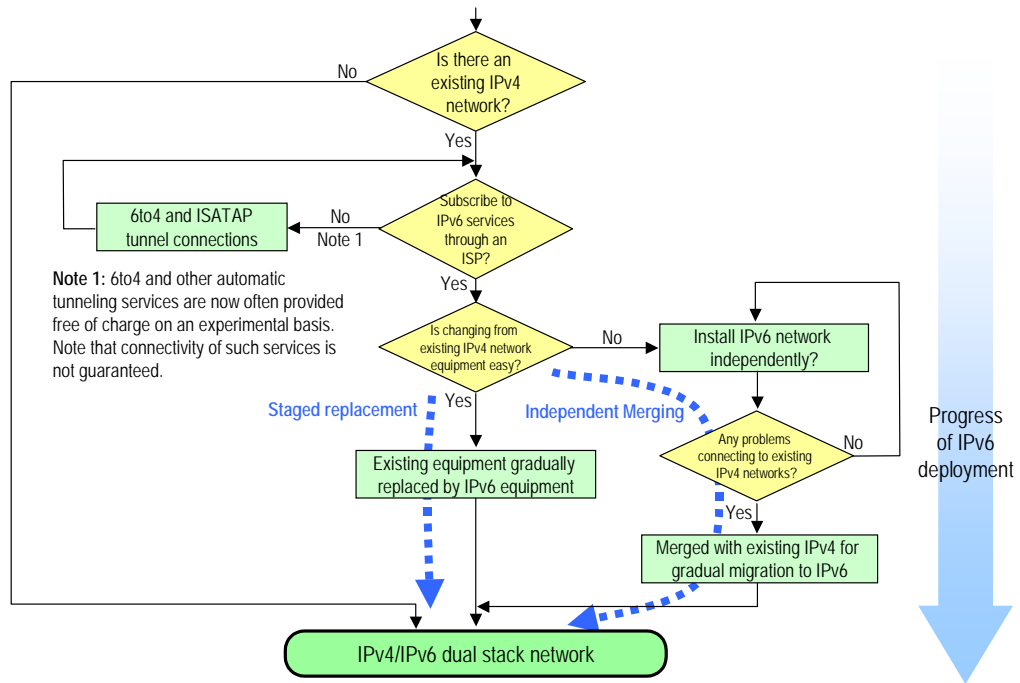 Is there an
existing IPv4
network?
No
Yes
Subscribe to
IPv6 services
through an
ISP?
No
Note 1
6to4 and ISATAP
tunnel connections
Yes
Note 1: 6to4 and other automatic
tunneling services are now often provided
free of charge on an experimental basis.
Note that connectivity of such services is
not guaranteed.
Is changing from
existing IPv4 network
equipment easy?
No
Install IPv6 network
independently?
Yes
Staged replacement
Independent Merging
Any problems
connecting to existing
IPv4 networks?
No
Existing equipment gradually
replaced by IPv6 equipment
Yes
Merged with existing IPv4 for
gradual migration to IPv6
IPv4/IPv6 dual stack network
Progress
of IPv6
deployment